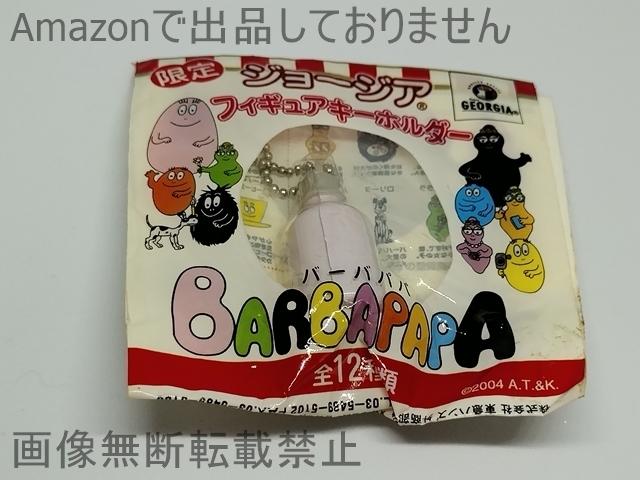 Amazonで出品しておりません
限定 ジョージア®
GEORGIA
フィギュアキーホルダー
バーバパパ
BARBAPAPA
全12種類
©2004 A.T.&K.
画像無断転載禁止